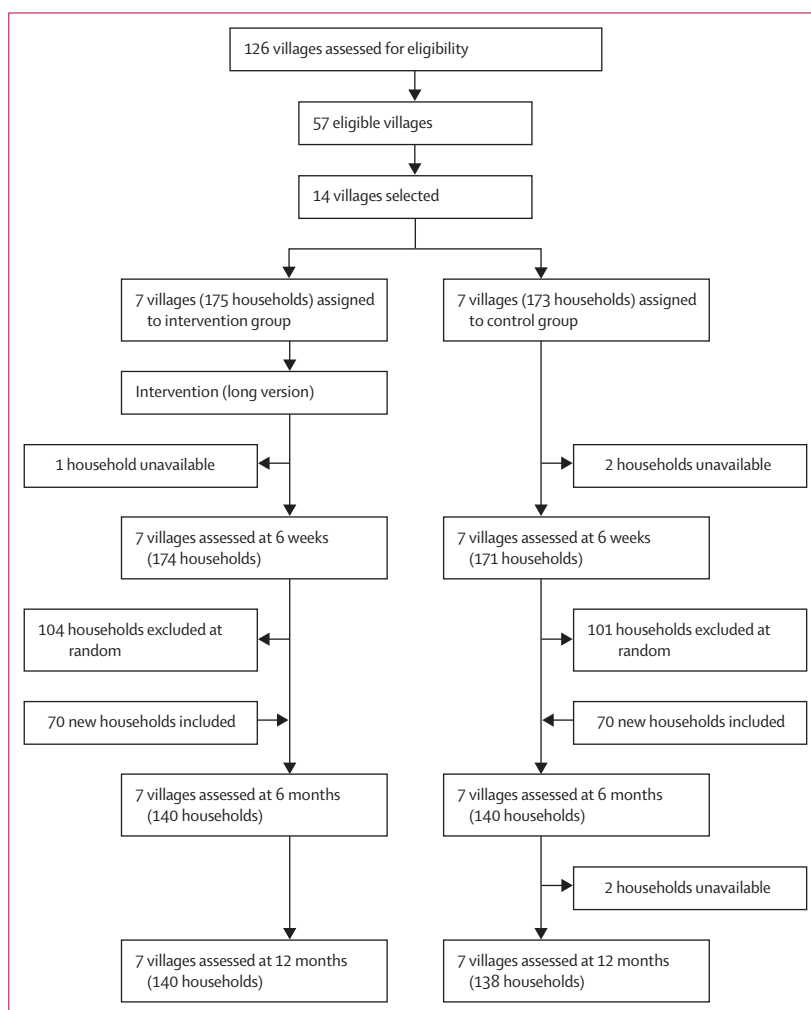 126 villages assessed for eligibility
57 eligible villages
14 villages selected
7 villages (175 households) assigned
to intervention group
7 villages (173 households) assigned
to control group
Intervention (long version)
1 household unavailable
2 households unavailable
7 villages assessed at 6 weeks
(174 households)
7 villages assessed at 6 weeks
(171 households)
104 households excluded at
random
101 households excluded at
random
70 new households included
70 new households included
7 villages assessed at 6 months
(140 households)
7 villages assessed at 6 months
(140 households)
2 households unavailable
7 villages assessed at 12 months
(140 households)
7 villages assessed at 12 months
(138 households)